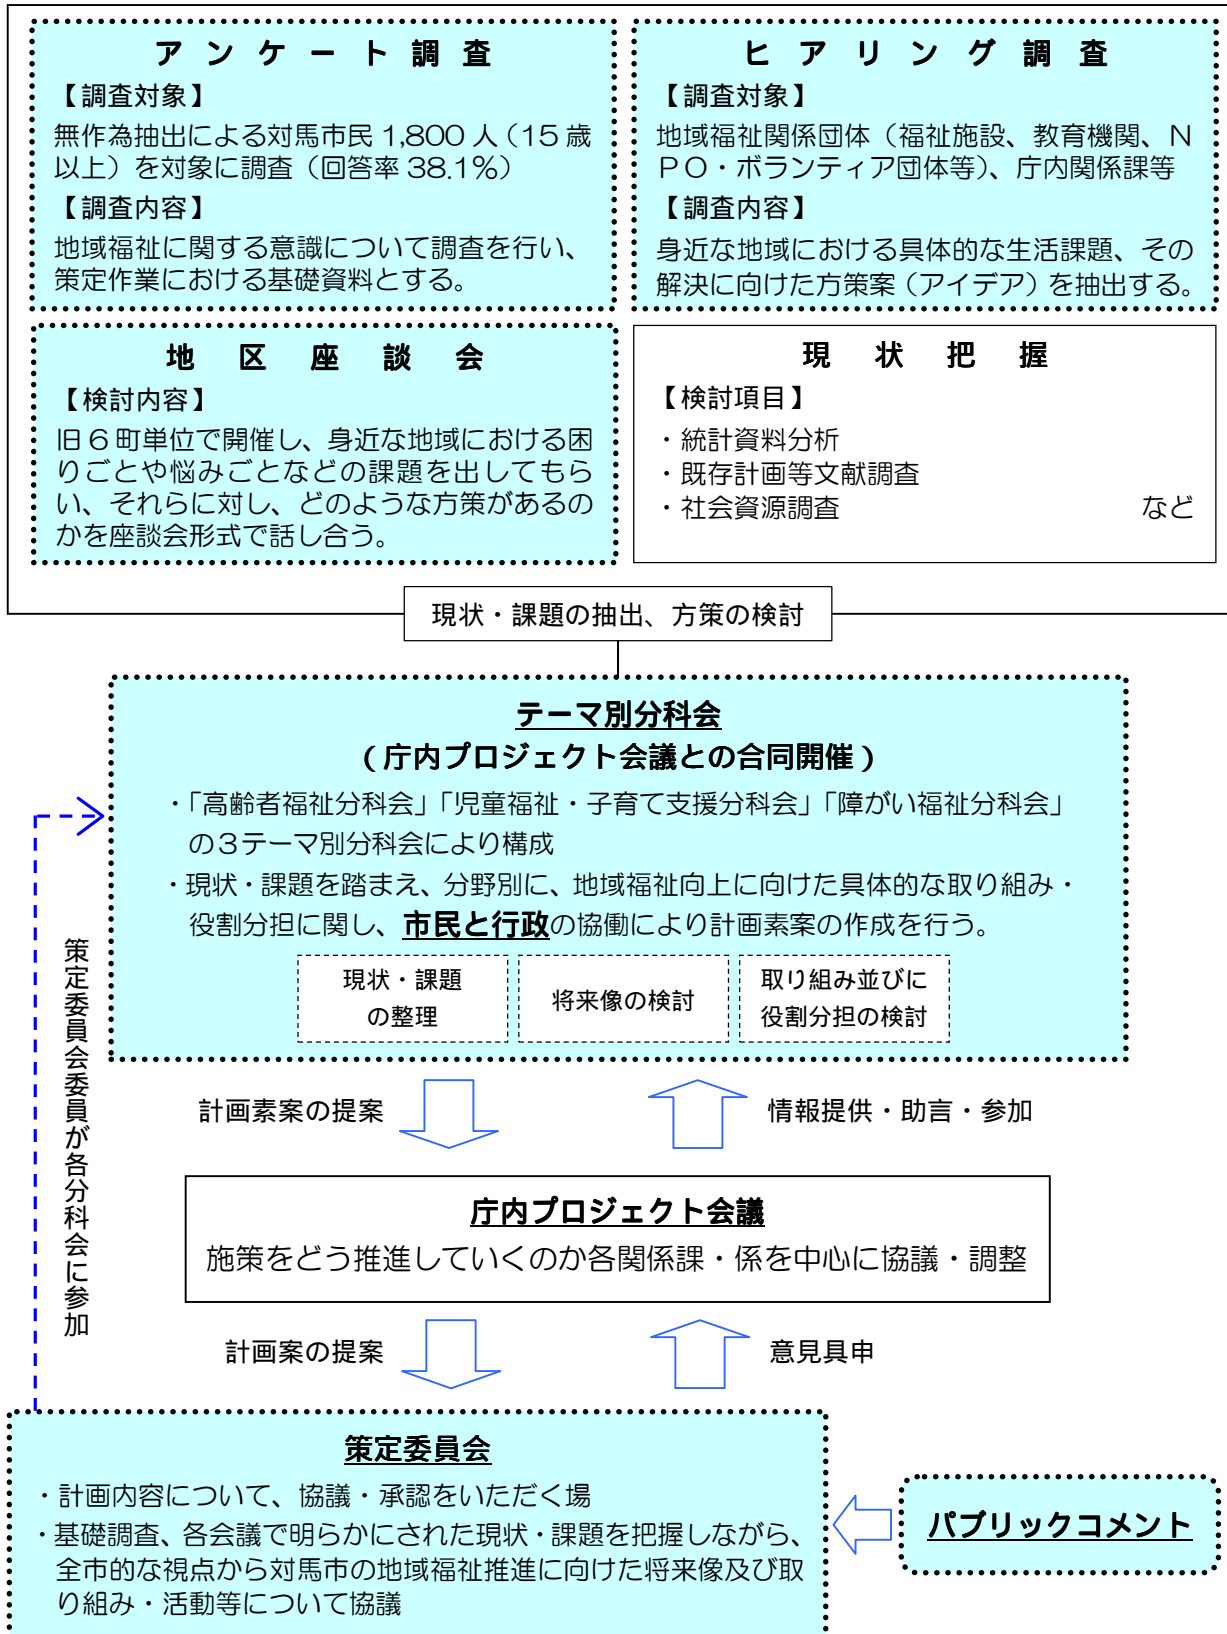 アンケート調査
【調査対象】
無作為抽出による対馬市民 1,800 人（15 歳
以上）を対象に調査（回答率 38.1％）
【調査内容】
地域福祉に関する意識について調査を行い、
策定作業における基礎資料とする。
ヒアリング調査
【調査対象】
地域福祉関係団体（福祉施設、教育機関、Ｎ
ＰＯ・ボランティア団体等）、庁内関係課等
【調査内容】
身近な地域における具体的な生活課題、その
解決に向けた方策案（アイデア）を抽出する。
地区座談会
【検討内容】
旧６町単位で開催し、身近な地域における困
りごとや悩みごとなどの課題を出してもら
い、それらに対し、どのような方策があるの
かを座談会形式で話し合う。
現状把握
【検討項目】
・統計資料分析
・既存計画等文献調査
・社会資源調査 など
現状・課題の抽出、方策の検討
テーマ別分科会
（庁内プロジェクト会議との合同開催）
・「高齢者福祉分科会」「児童福祉・子育て支援分科会」「障がい福祉分科会」
の３テーマ別分科会により構成
・現状・課題を踏まえ、分野別に、地域福祉向上に向けた具体的な取り組み・
役割分担に関し、市民と行政の協働により計画素案の作成を行う。
現状・課題
の整理
将来像の検討
取り組み並びに
役割分担の検討
策定委員会委員が各分科会に参加
計画素案の提案
情報提供・助言・参加
庁内プロジェクト会議
施策をどう推進していくのか各関係課・係を中心に協議・調整
計画案の提案
意見具申
策定委員会
・計画内容について、協議・承認をいただく場
・基礎調査、各会議で明らかにされた現状・課題を把握しながら、
全市的な視点から対馬市の地域福祉推進に向けた将来像及び取
り組み・活動等について協議
パブリックコメント